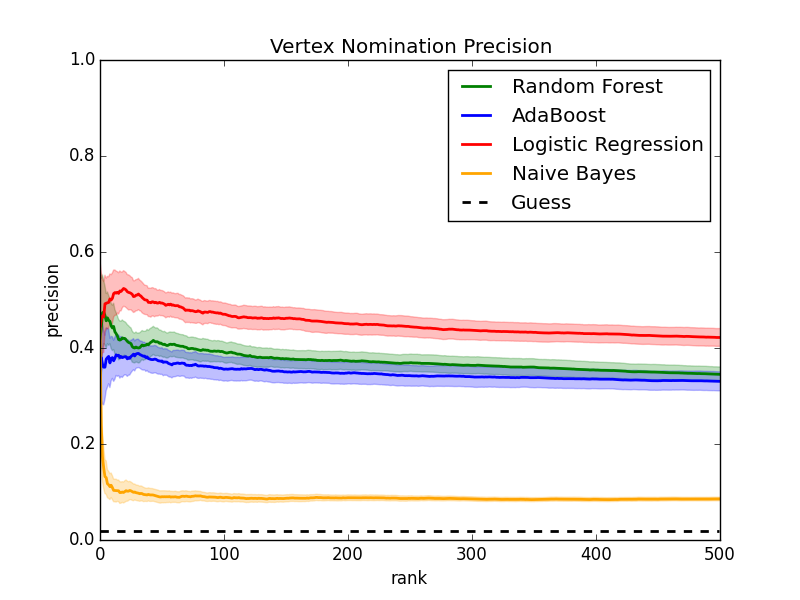 Vertex Nomination Precision
1.0
0.8
0.6
0.4
0.2
0.0
precision
Random Forest
AdaBoost
Logistic Regression
Naive Bayes
Guess
0 100 200 300 400 500
rank